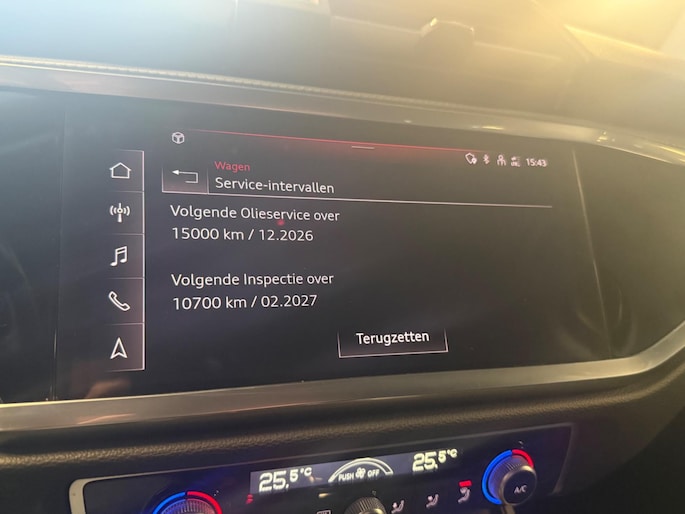 15:43
Wagen
Service-intervallen
Volgende Olieservice over
15000 km / 12.2026
Volgende Inspectie over
10700 km / 02.2027
Terugzetten
25,5°C
PUSH OFF
25,5°C
A/C